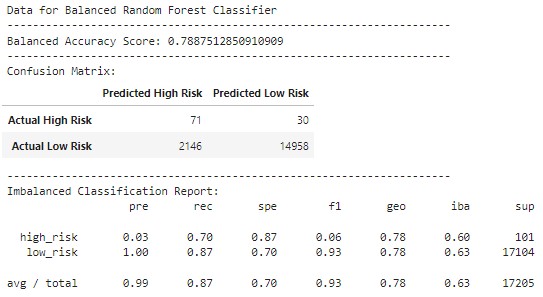 Data for Balanced Random Forest Classifier
------------------------------------------------------------
Balanced Accuracy Score: 0.7887512850910909
------------------------------------------------------------
Confusion Matrix:
Predicted High Risk Predicted Low Risk
Actual High Risk 71 30
Actual Low Risk 2146 14958
------------------------------------------------------------
Imbalanced Classification Report:
pre rec spe f1 geo iba sup
high_risk 0.03 0.70 0.87 0.06 0.78 0.60 101
low_risk 1.00 0.87 0.70 0.93 0.78 0.63 17104
avg / total 0.99 0.87 0.70 0.93 0.78 0.63 17205